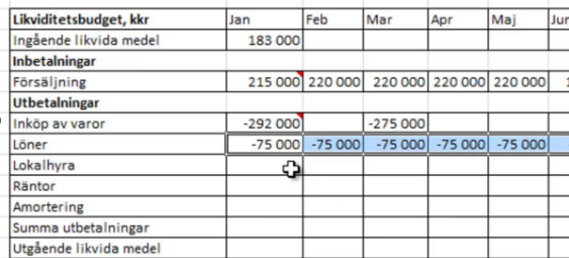 Likviditetsbudget, kkr Jan Feb Mar Apr Maj
Ingående likvida medel 183 000
Inbetalningar
Försäljning 215 000 220 000 220 000 220 000 220 000
Utbetalningar
Inköp av varor -292 000 -275 000
Löner -75 000 -75 000 -75 000 -75 000 -75 000
Lokalhyra
Räntor
Amortering
Summa utbetalningar
Utgående likvida medel